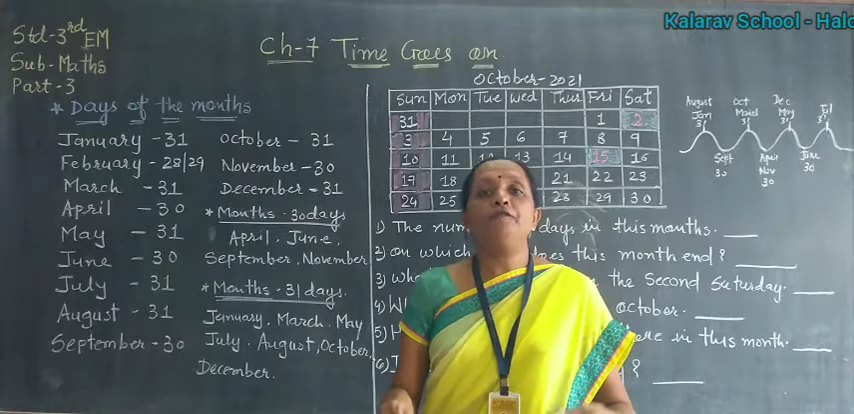 Kalarav School - Halo
Std-3rd EM
Sub-Maths
Part-3
Ch-7 Time Goes on
* Days of the months
January - 31
February - 28/29
March - 31
April - 30
May - 31
June - 30
July - 31
August - 31
September - 30
October - 31
November - 30
December - 31
* Months - 30 days
April, June,
September, November
* Months - 31 days.
January, March, May
July, August, October,
December.
October-2021
Sun Mon Tue Wed Thur Fri Sat
31 1 2
3 4 5 6 7 8 9
10 11 12 13 14 15 16
17 18 21 22 23
24 25 28 29 30
1) The days in this months.
2) on which this month end?
3) the second saturday.
4) october.
5) in this month.
6) ?
August Jan 31
Sept 30
Oct March 31
April Nov 30
Dec May 31
June 30
Jul 31